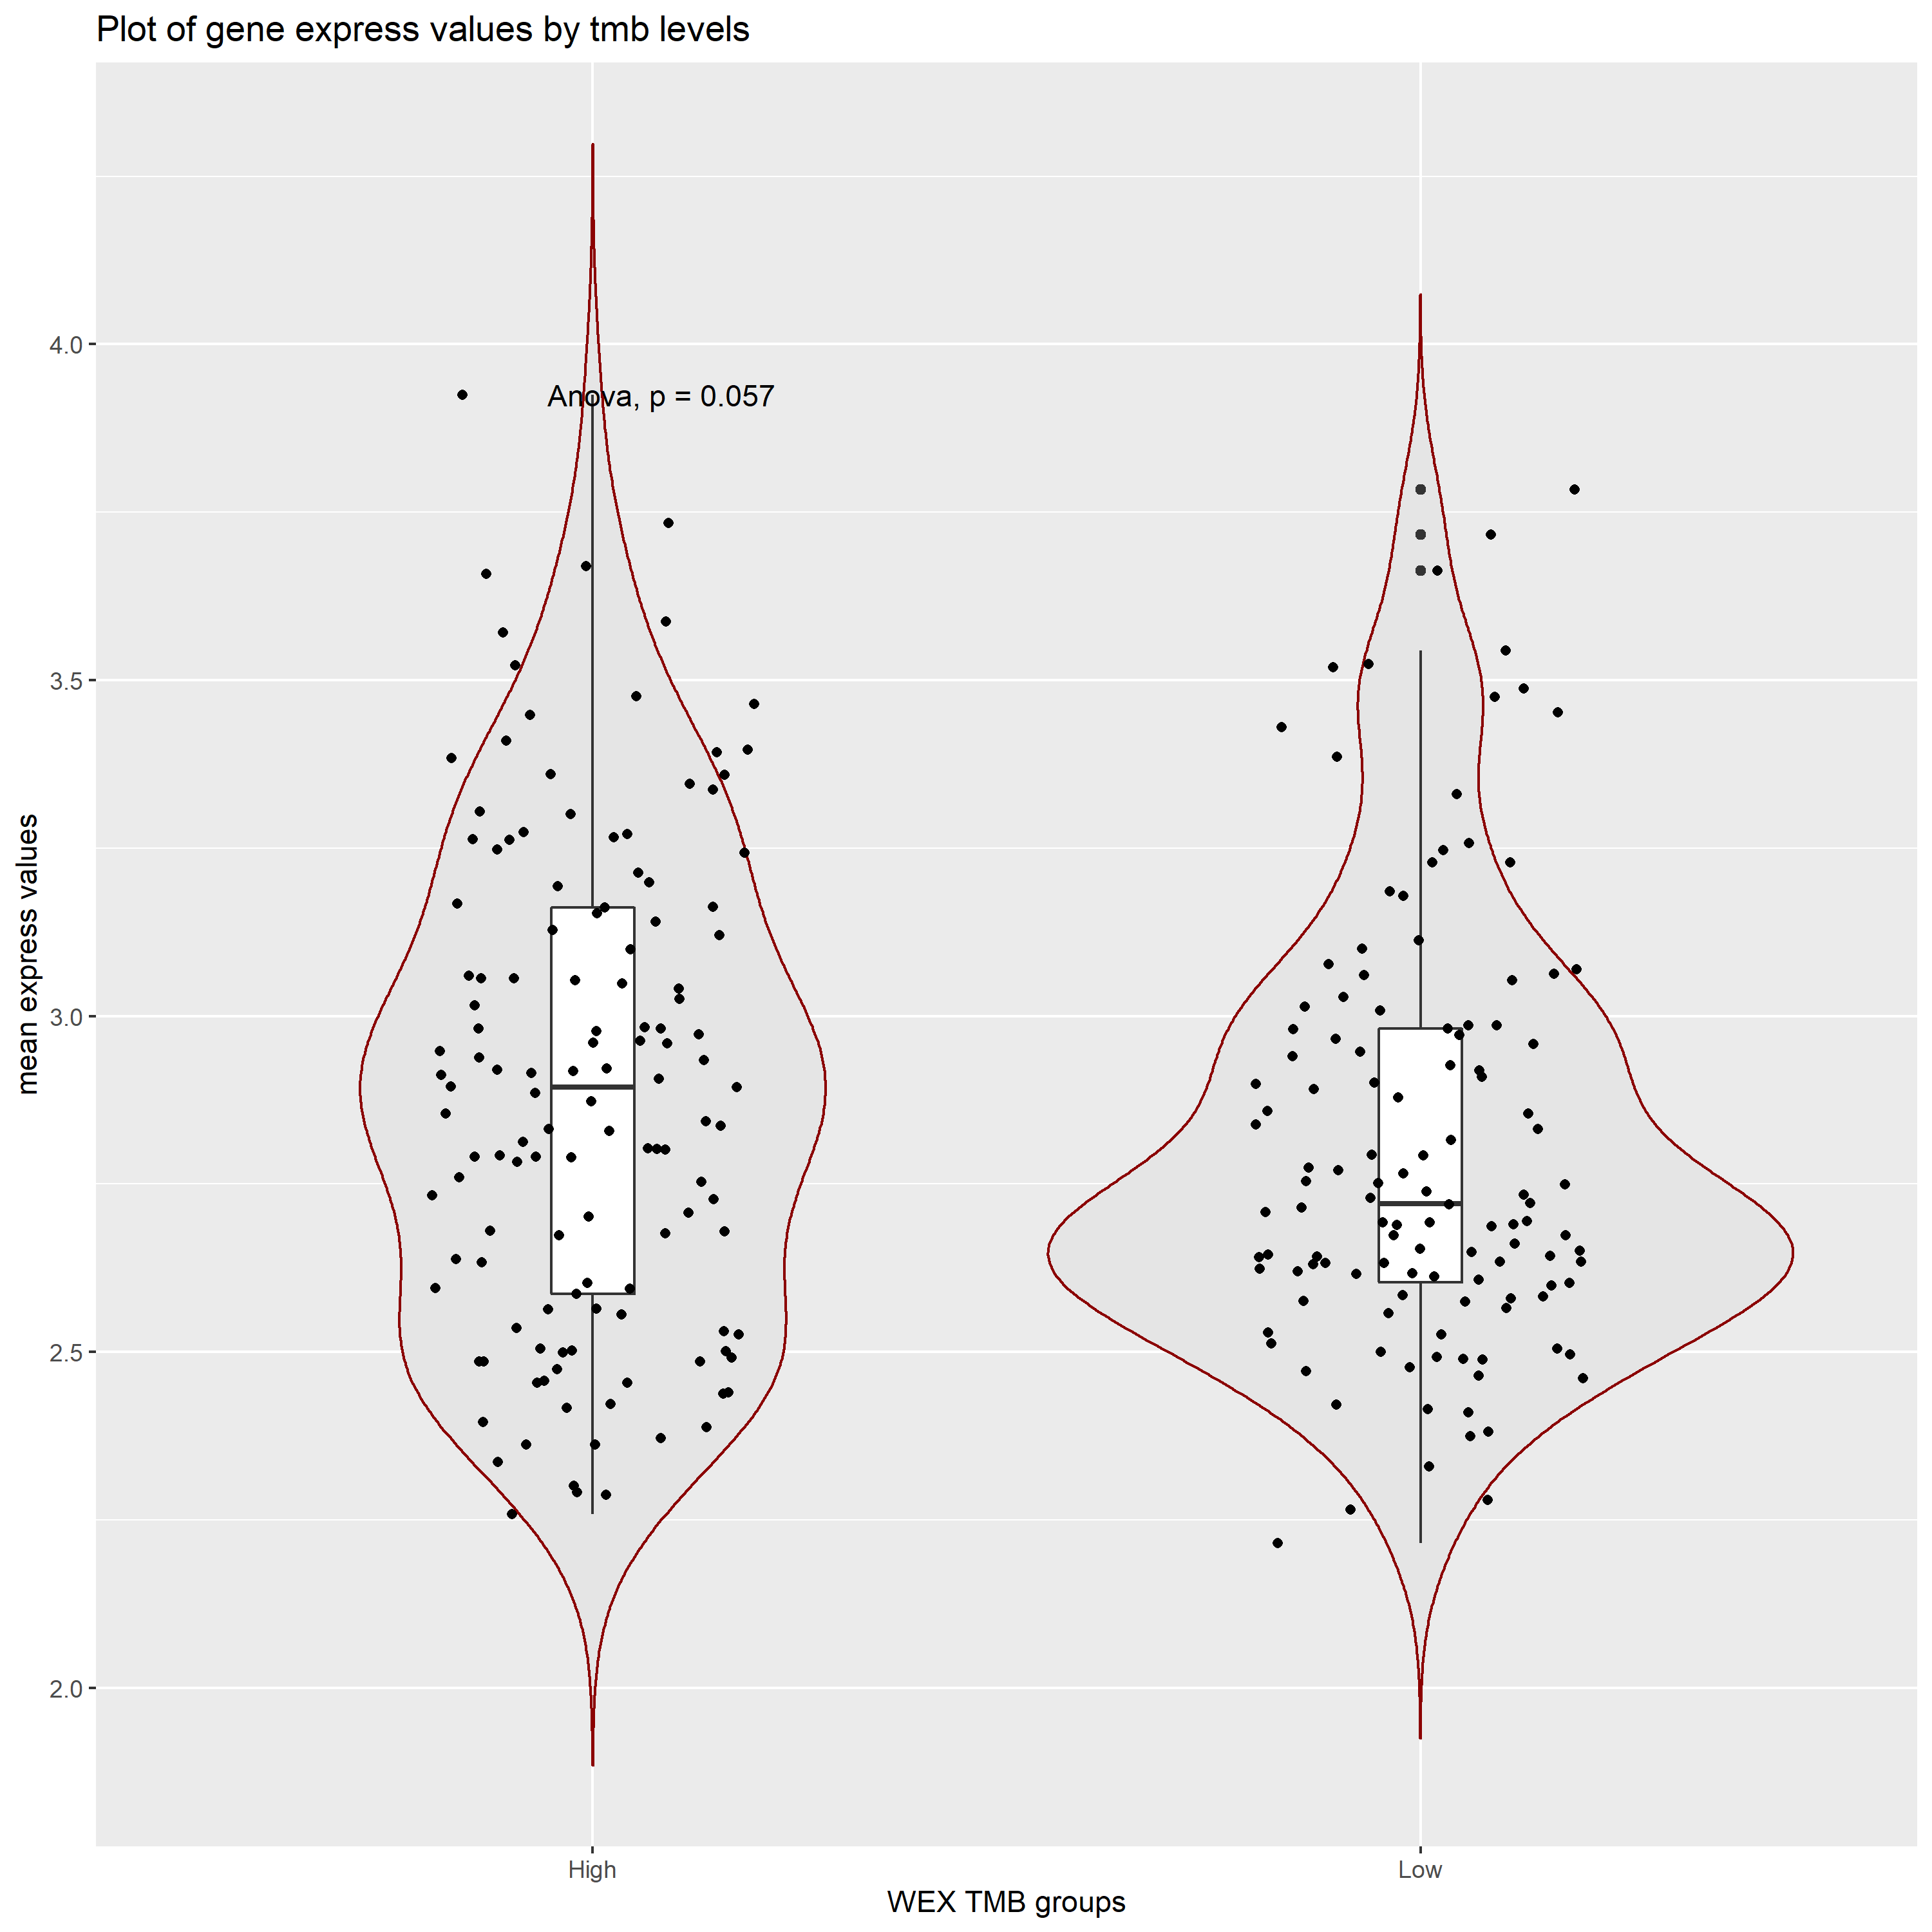 Plot of gene express values by tmb levels
mean express values
4.0
3.5
3.0
2.5
2.0
Anova, p = 0.057
High
Low
WEX TMB groups